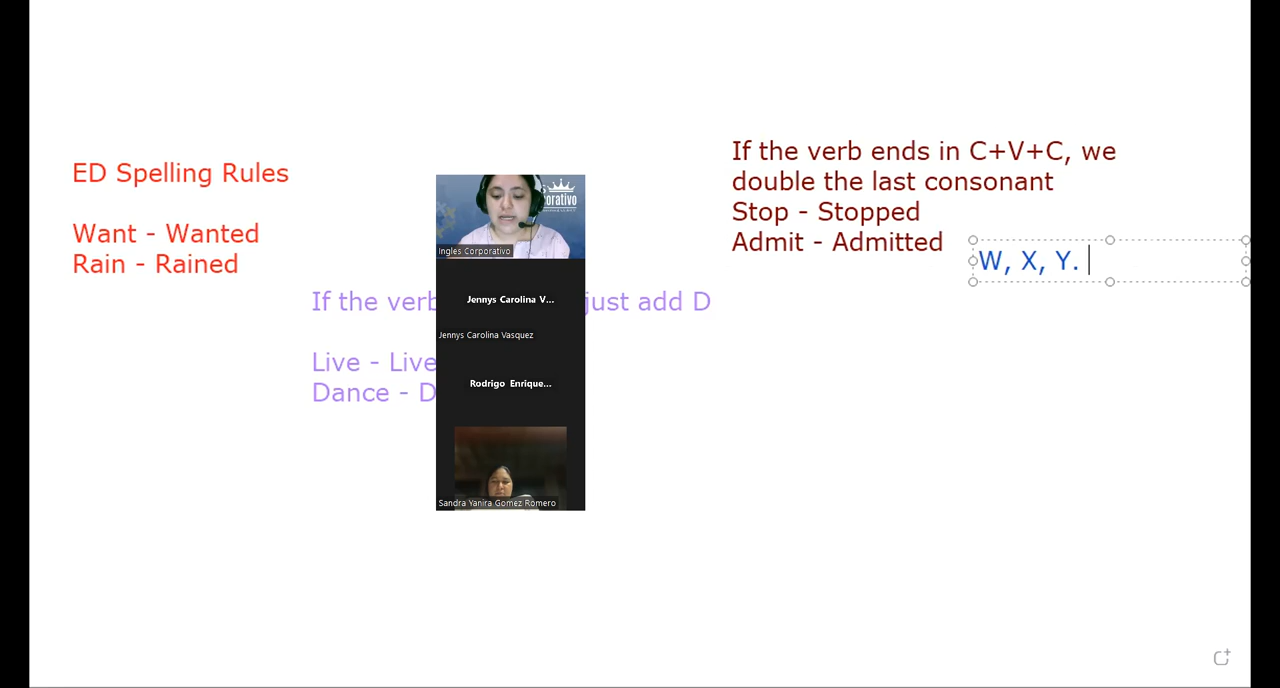 ED Spelling Rules
Want - Wanted
Rain - Rained
If the verb just add D
Live - Live
Dance - D
orativo
Ingles Corporativo
Jennys Carolina V...
Jennys Carolina Vasquez
Rodrigo Enrique...
Sandra Yanira Gomez Romero
If the verb ends in C+V+C, we
double the last consonant
Stop - Stopped
Admit - Admitted
W, X, Y.